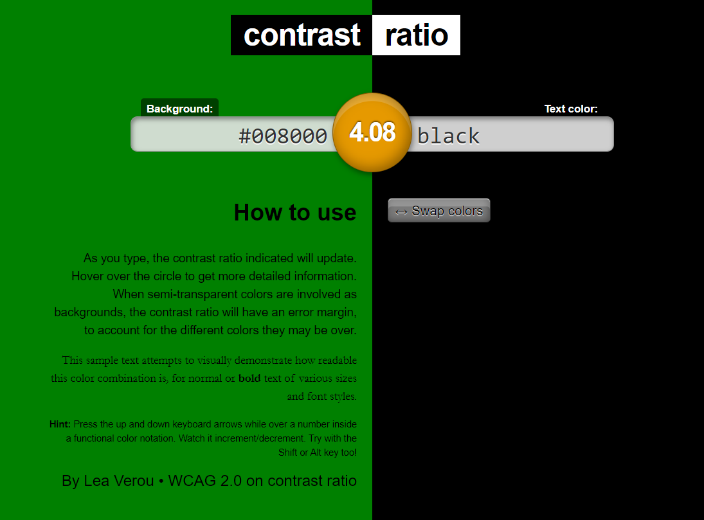 contrast ratio
Background:
Text color:
#008000 4.08 black
How to use
↔ Swap colors
As you type, the contrast ratio indicated will update.
Hover over the circle to get more detailed information.
When semi-transparent colors are involved as
backgrounds, the contrast ratio will have an error margin,
to account for the different colors they may be over.
This sample text attempts to visually demonstrate how readable
this color combination is, for normal or bold text of various sizes
and font styles.
Hint: Press the up and down keyboard arrows while over a number inside
a functional color notation. Watch it increment/decrement. Try with the
Shift or Alt key too!
By Lea Verou • WCAG 2.0 on contrast ratio